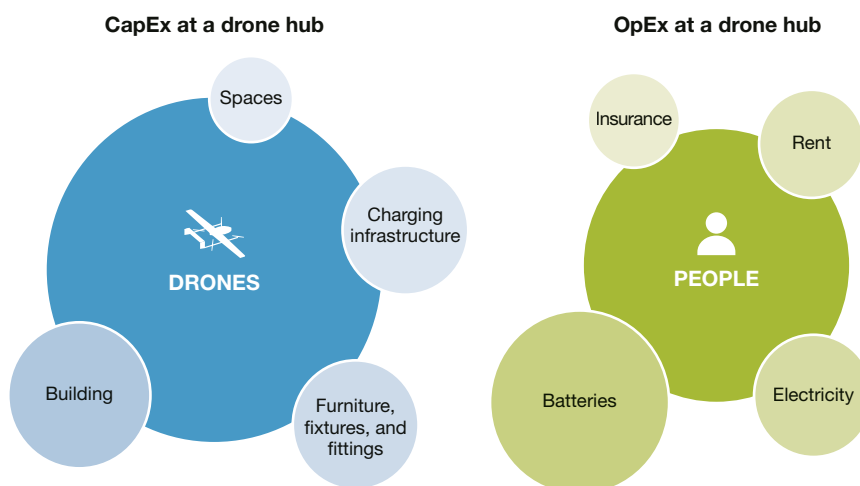 CapEx at a drone hub
Spaces
Charging
infrastructure
DRONES
Building
Furniture,
fixtures, and
fittings
OpEx at a drone hub
Insurance
Rent
PEOPLE
Batteries
Electricity